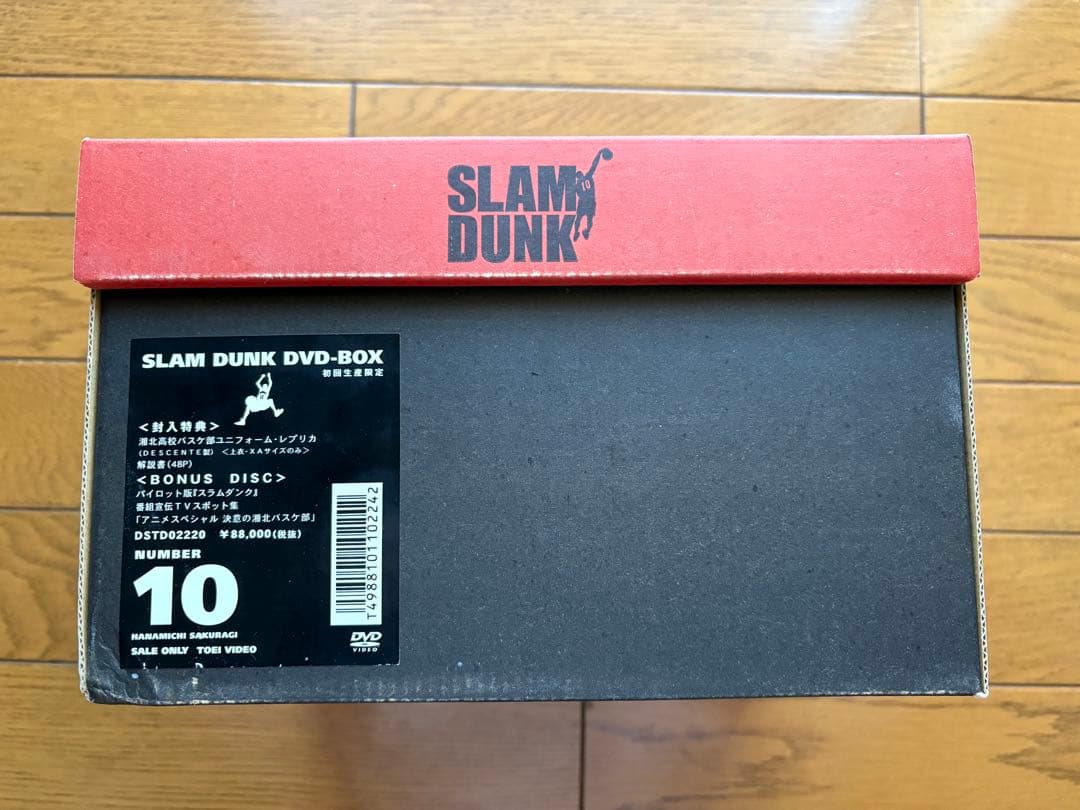 SLAM
DUNK
10
SLAM DUNK DVD-BOX
初回生産限定
＜封入特典＞
湘北高校バスケ部ユニフォーム・レプリカ
(DESCENTE製) ＜上衣・XAサイズのみ＞
解説書(48P)
＜BONUS DISC＞
パイロット版『スラムダンク』
番組宣伝TVスポット集
「アニメスペシャル 決意の湘北バスケ部」
DSTD02220 ¥88,000(税抜)
NUMBER
10
HANAMICHI SAKURAGI
SALE ONLY TOEI VIDEO
T4988101102242
DVD
VIDEO